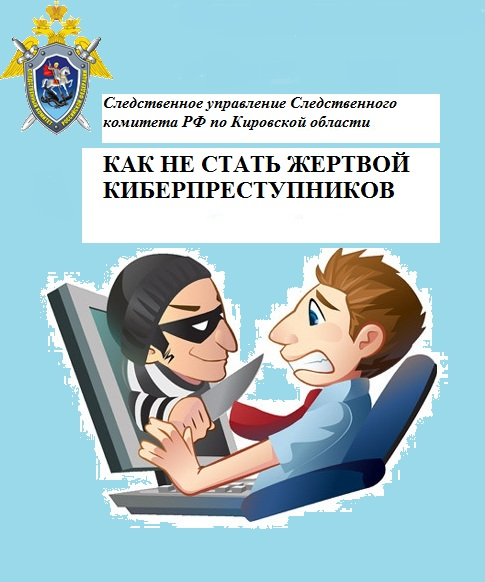 Следственное управление Следственного
комитета РФ по Кировской области
КАК НЕ СТАТЬ ЖЕРТВОЙ
КИБЕРПРЕСТУПНИКОВ